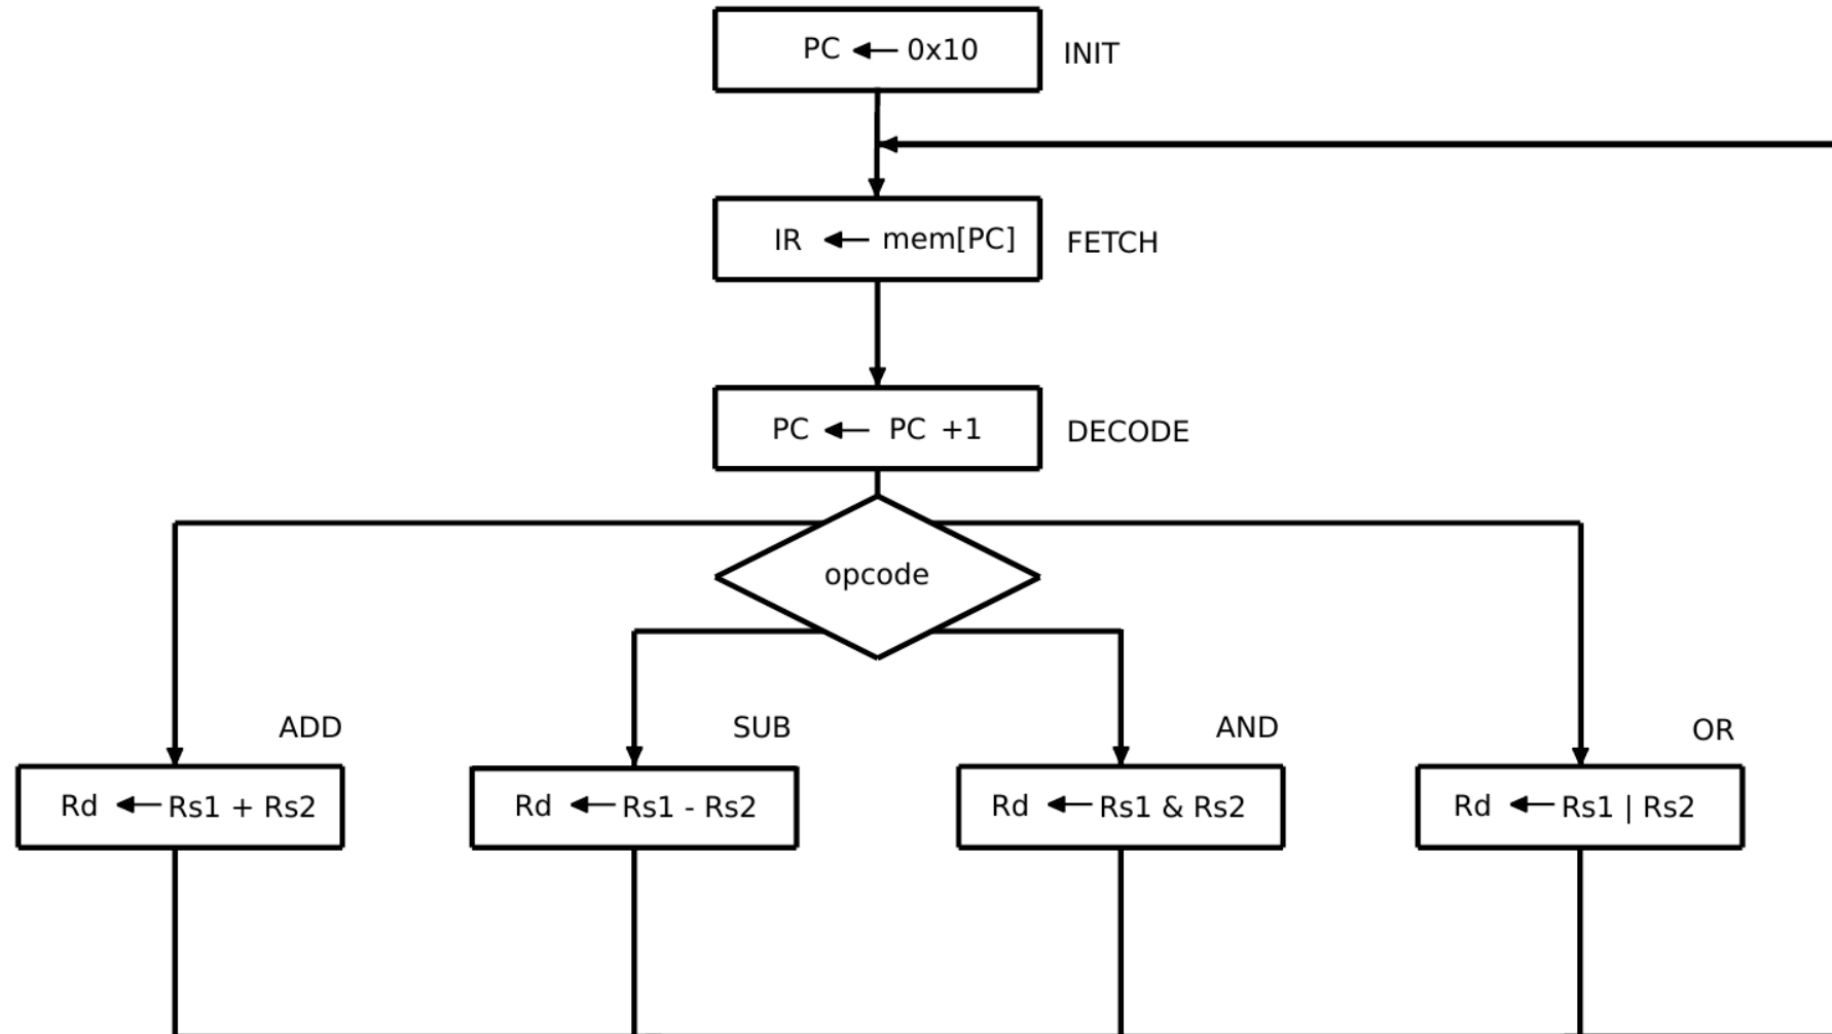 PC ← 0x10
INIT
IR ← mem[PC]
FETCH
PC ← PC +1
DECODE
opcode
ADD
SUB
AND
OR
Rd ← Rs1 + Rs2
Rd ← Rs1 - Rs2
Rd ← Rs1 & Rs2
Rd ← Rs1 | Rs2